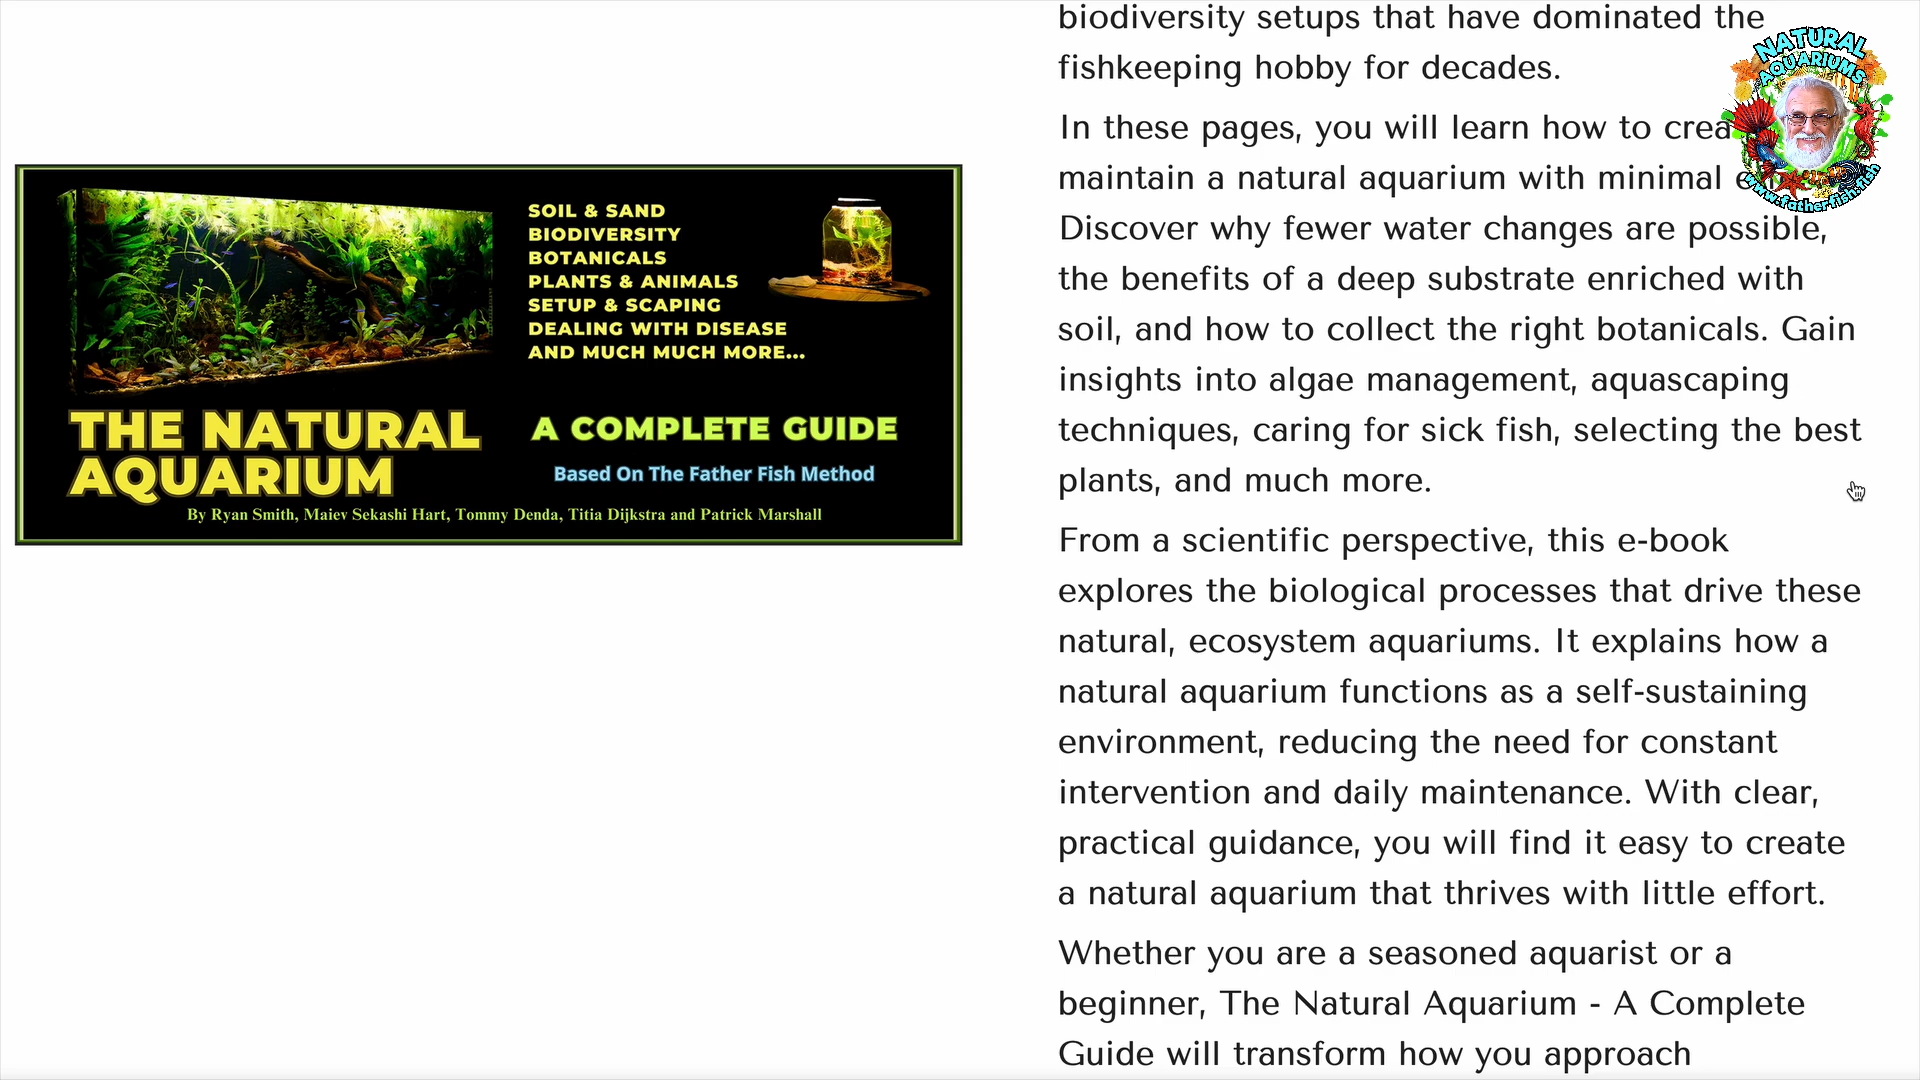 biodiversity setups that have dominated the
fishkeeping hobby for decades.
In these pages, you will learn how to
maintain a natural aquarium with minimal
Discover why fewer water changes are possible,
the benefits of a deep substrate enriched with
soil, and how to collect the right botanicals. Gain
insights into algae management, aquascaping
techniques, caring for sick fish, selecting the best
plants, and much more.
From a scientific perspective, this e-book
explores the biological processes that drive these
natural, ecosystem aquariums. It explains how a
natural aquarium functions as a self-sustaining
environment, reducing the need for constant
intervention and daily maintenance. With clear,
practical guidance, you will find it easy to create
a natural aquarium that thrives with little effort.
Whether you are a seasoned aquarist or a
beginner, The Natural Aquarium - A Complete
Guide will transform how you approach
SOIL & SAND
BIODIVERSITY
BOTANICALS
PLANTS & ANIMALS
SETUP & SCAPING
DEALING WITH DISEASE
AND MUCH MUCH MORE...
THE NATURAL
AQUARIUM
A COMPLETE GUIDE
Based On The Father Fish Method
By Ryan Smith, Maiev Sekashi Hart, Tommy Denda, Titia Dijkstra and Patrick Marshall
NATURAL
AQUARIUMS
www.fatherfish.fish